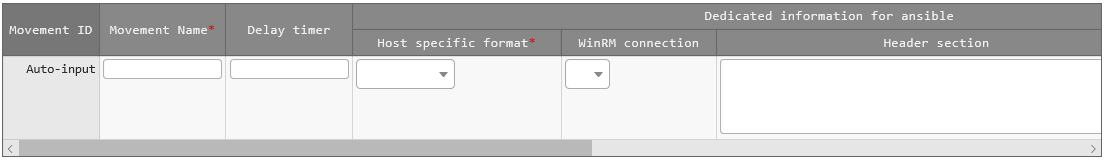 Movement ID Movement Name* Delay timer Dedicated information for ansible
Host specific format* WinRM connection Header section
Auto-input